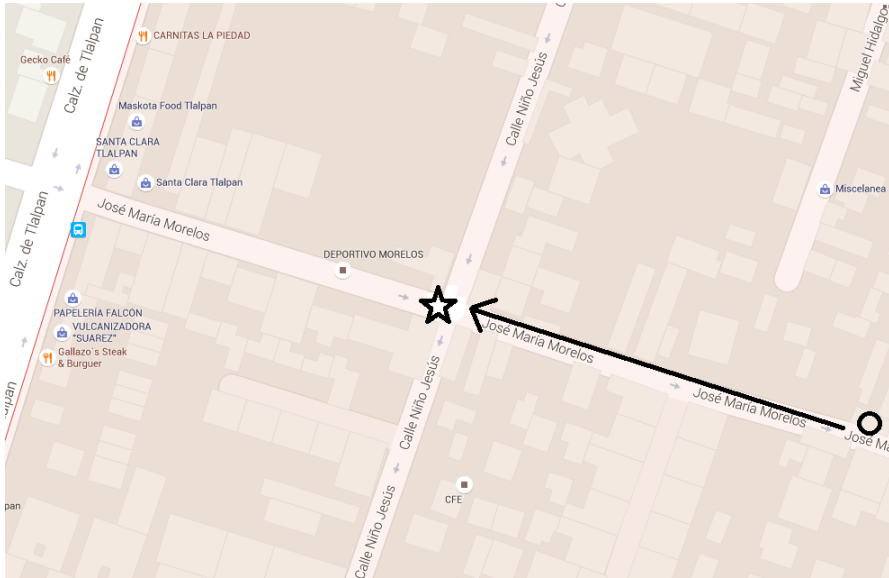 CARNITAS LA PIEDAD
Gecko Café
Calz. de Tlalpan
Maskota Food Tlalpan
SANTA CLARA
TLALPAN
Santa Clara Tlalpan
Calle Niño Jesús
Miguel Hidalgo
Miscelanea
José María Morelos
Calz. de Tlalpan
DEPORTIVO MORELOS
PAPELERÍA FALCÓN
VULCANIZADORA
"SUAREZ"
Gallazo's Steak
& Burguer
José María Morelos
José María Morelos
José Ma
Calle Niño Jesús
alpan
CFE
pan
Calle Niño Jesús